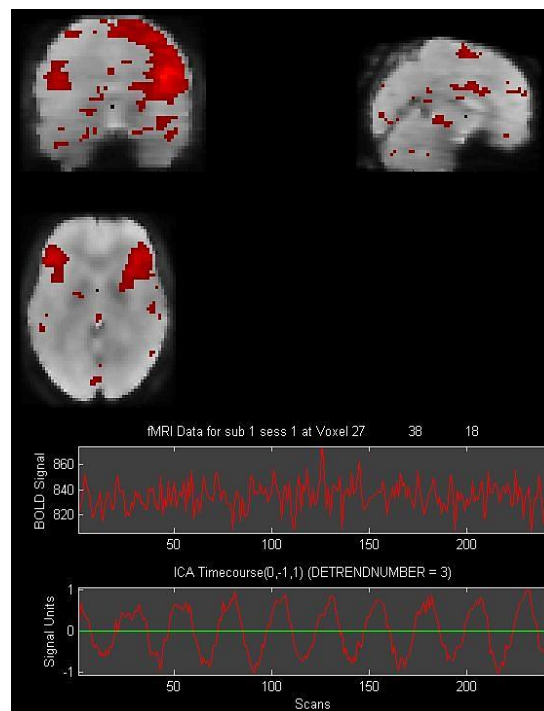 fMRI Data for sub 1 sess 1 at Voxel 27 38 18
860
840
820
BOLD Signal
50 100 150 200
ICA Timecourse(0,-1,1) (DETRENDNUMBER = 3)
1
0
-1
Signal Units
50 100 150 200
Scans